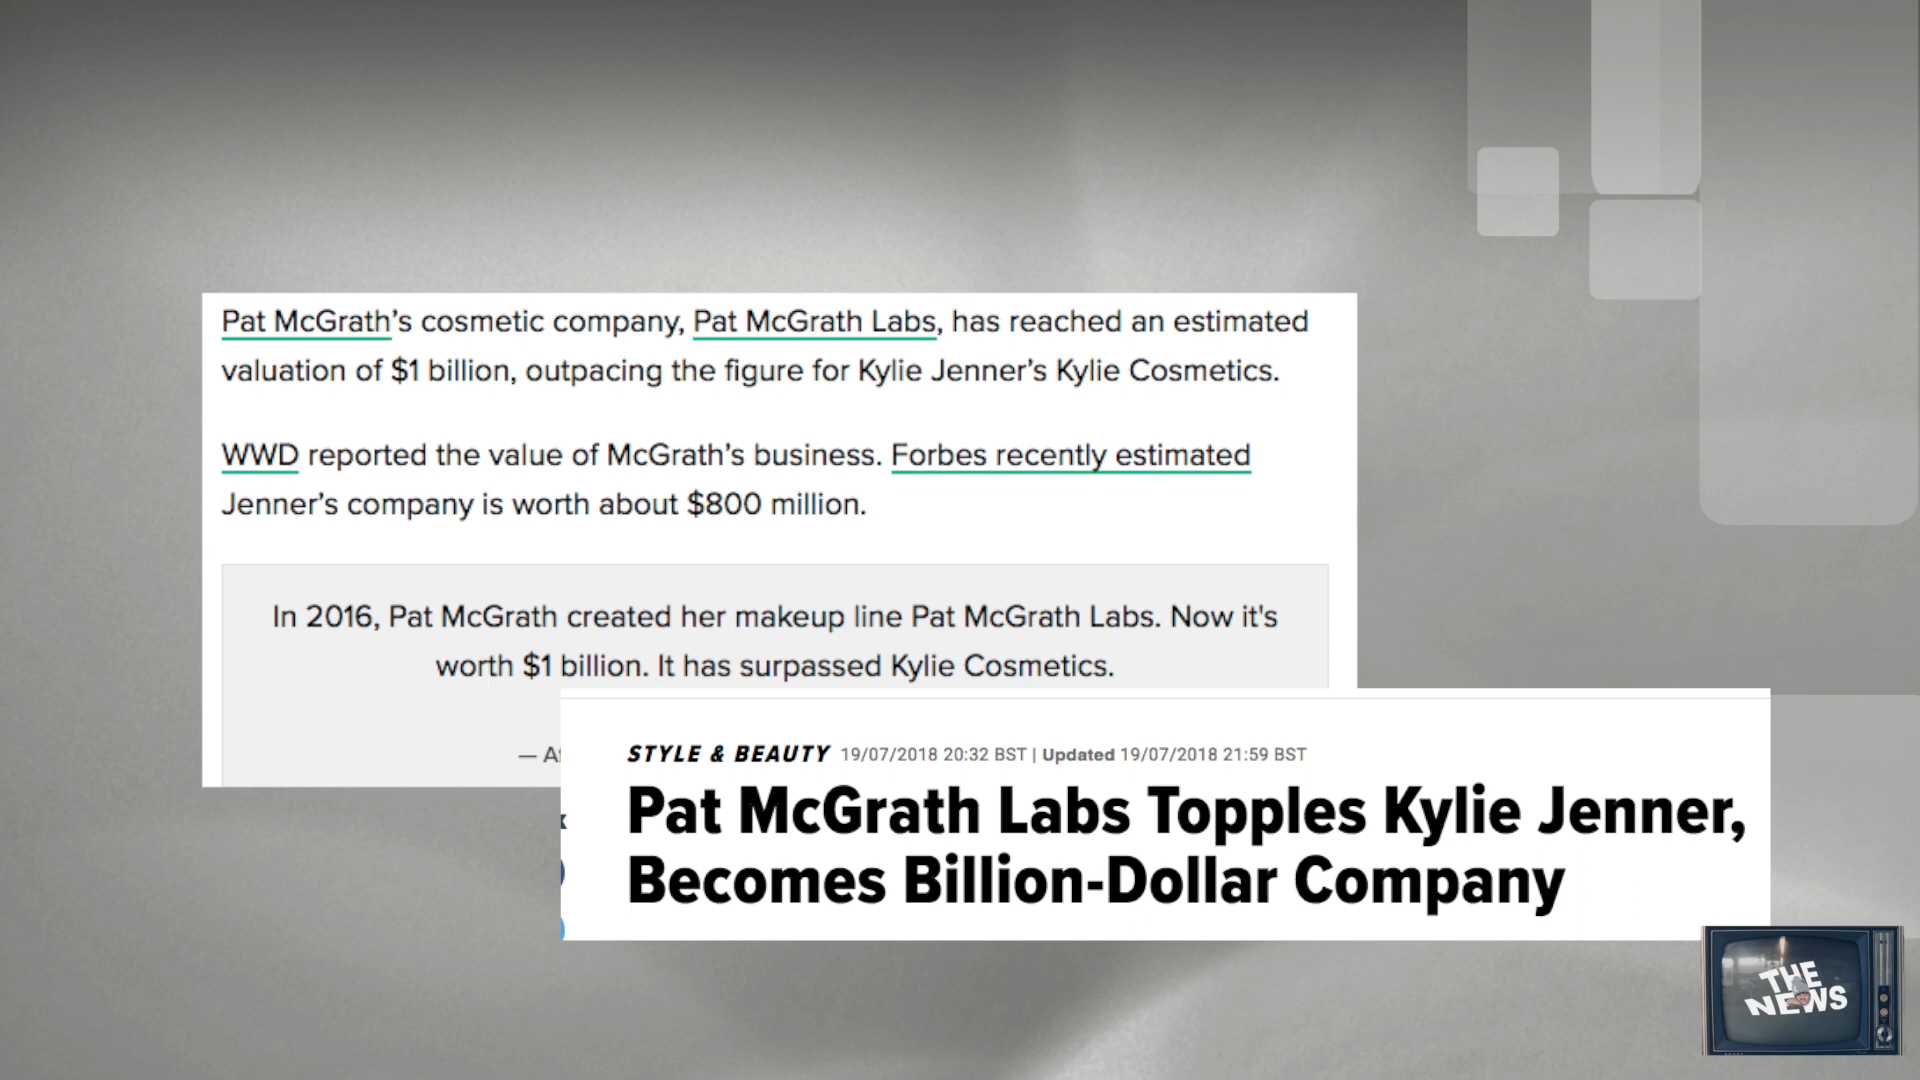 Pat McGrath's cosmetic company, Pat McGrath Labs, has reached an estimated
valuation of $1 billion, outpacing the figure for Kylie Jenner's Kylie Cosmetics.
WWD reported the value of McGrath's business. Forbes recently estimated
Jenner's company is worth about $800 million.
In 2016, Pat McGrath created her makeup line Pat McGrath Labs. Now it's
worth $1 billion. It has surpassed Kylie Cosmetics.
STYLE & BEAUTY 19/07/2018 20:32 BST | Updated 19/07/2018 21:59 BST
Pat McGrath Labs Topples Kylie Jenner,
Becomes Billion-Dollar Company
THE
NEWS